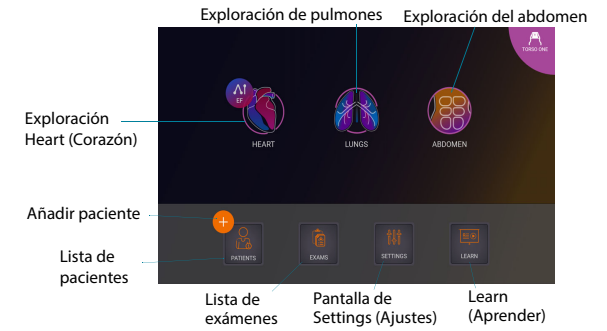 Exploración de pulmones
Exploración del abdomen
TORSO ONE
EF
Exploración
Heart (Corazón)
HEART
LUNGS
ABDOMEN
Añadir paciente
+
PATIENTS
EXAMS
SETTINGS
LEARN
Lista de
pacientes
Lista de
exámenes
Pantalla de
Settings (Ajustes)
Learn
(Aprender)